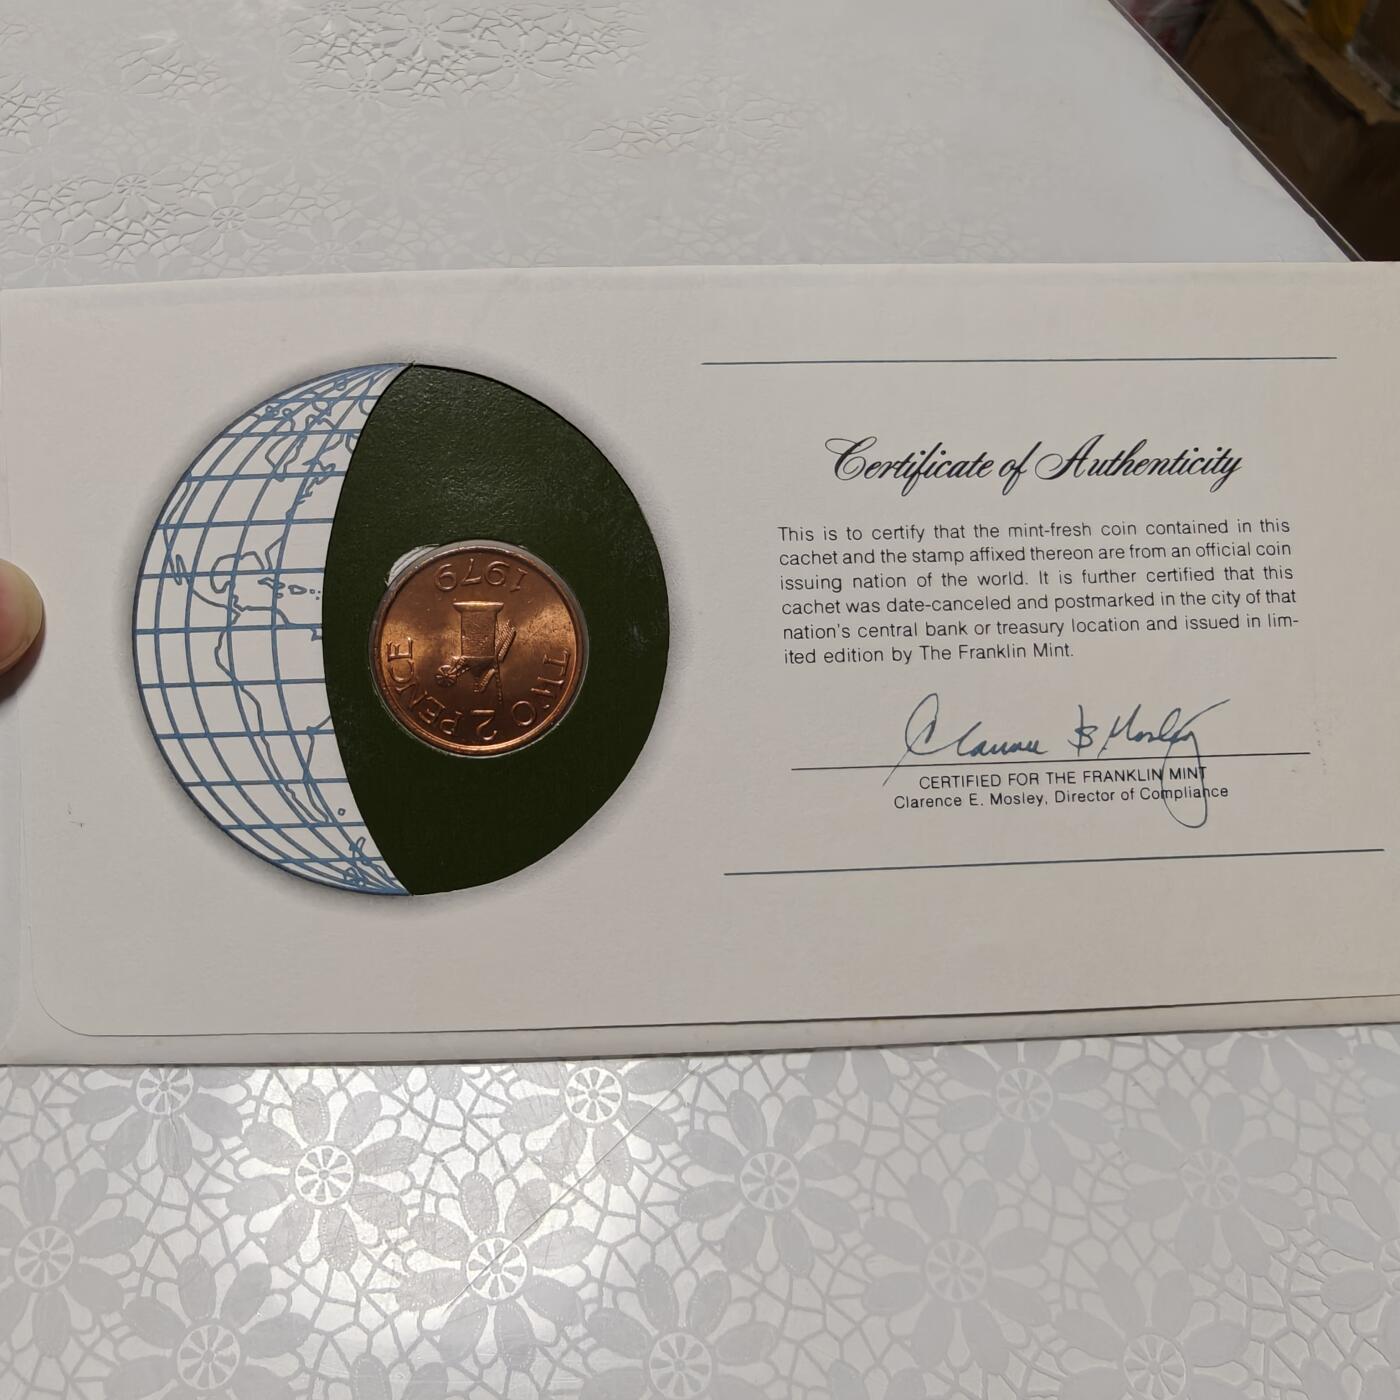 1979
TWO 2 PENCE
Certificate of Authenticity
This is to certify that the mint-fresh coin contained in this
cachet and the stamp affixed thereon are from an official coin
issuing nation of the world. It is further certified that this
cachet was date-canceled and postmarked in the city of that
nation's central bank or treasury location and issued in lim-
ited edition by The Franklin Mint.
Clarence E Mosley
CERTIFIED FOR THE FRANKLIN MINT
Clarence E. Mosley, Director of Compliance